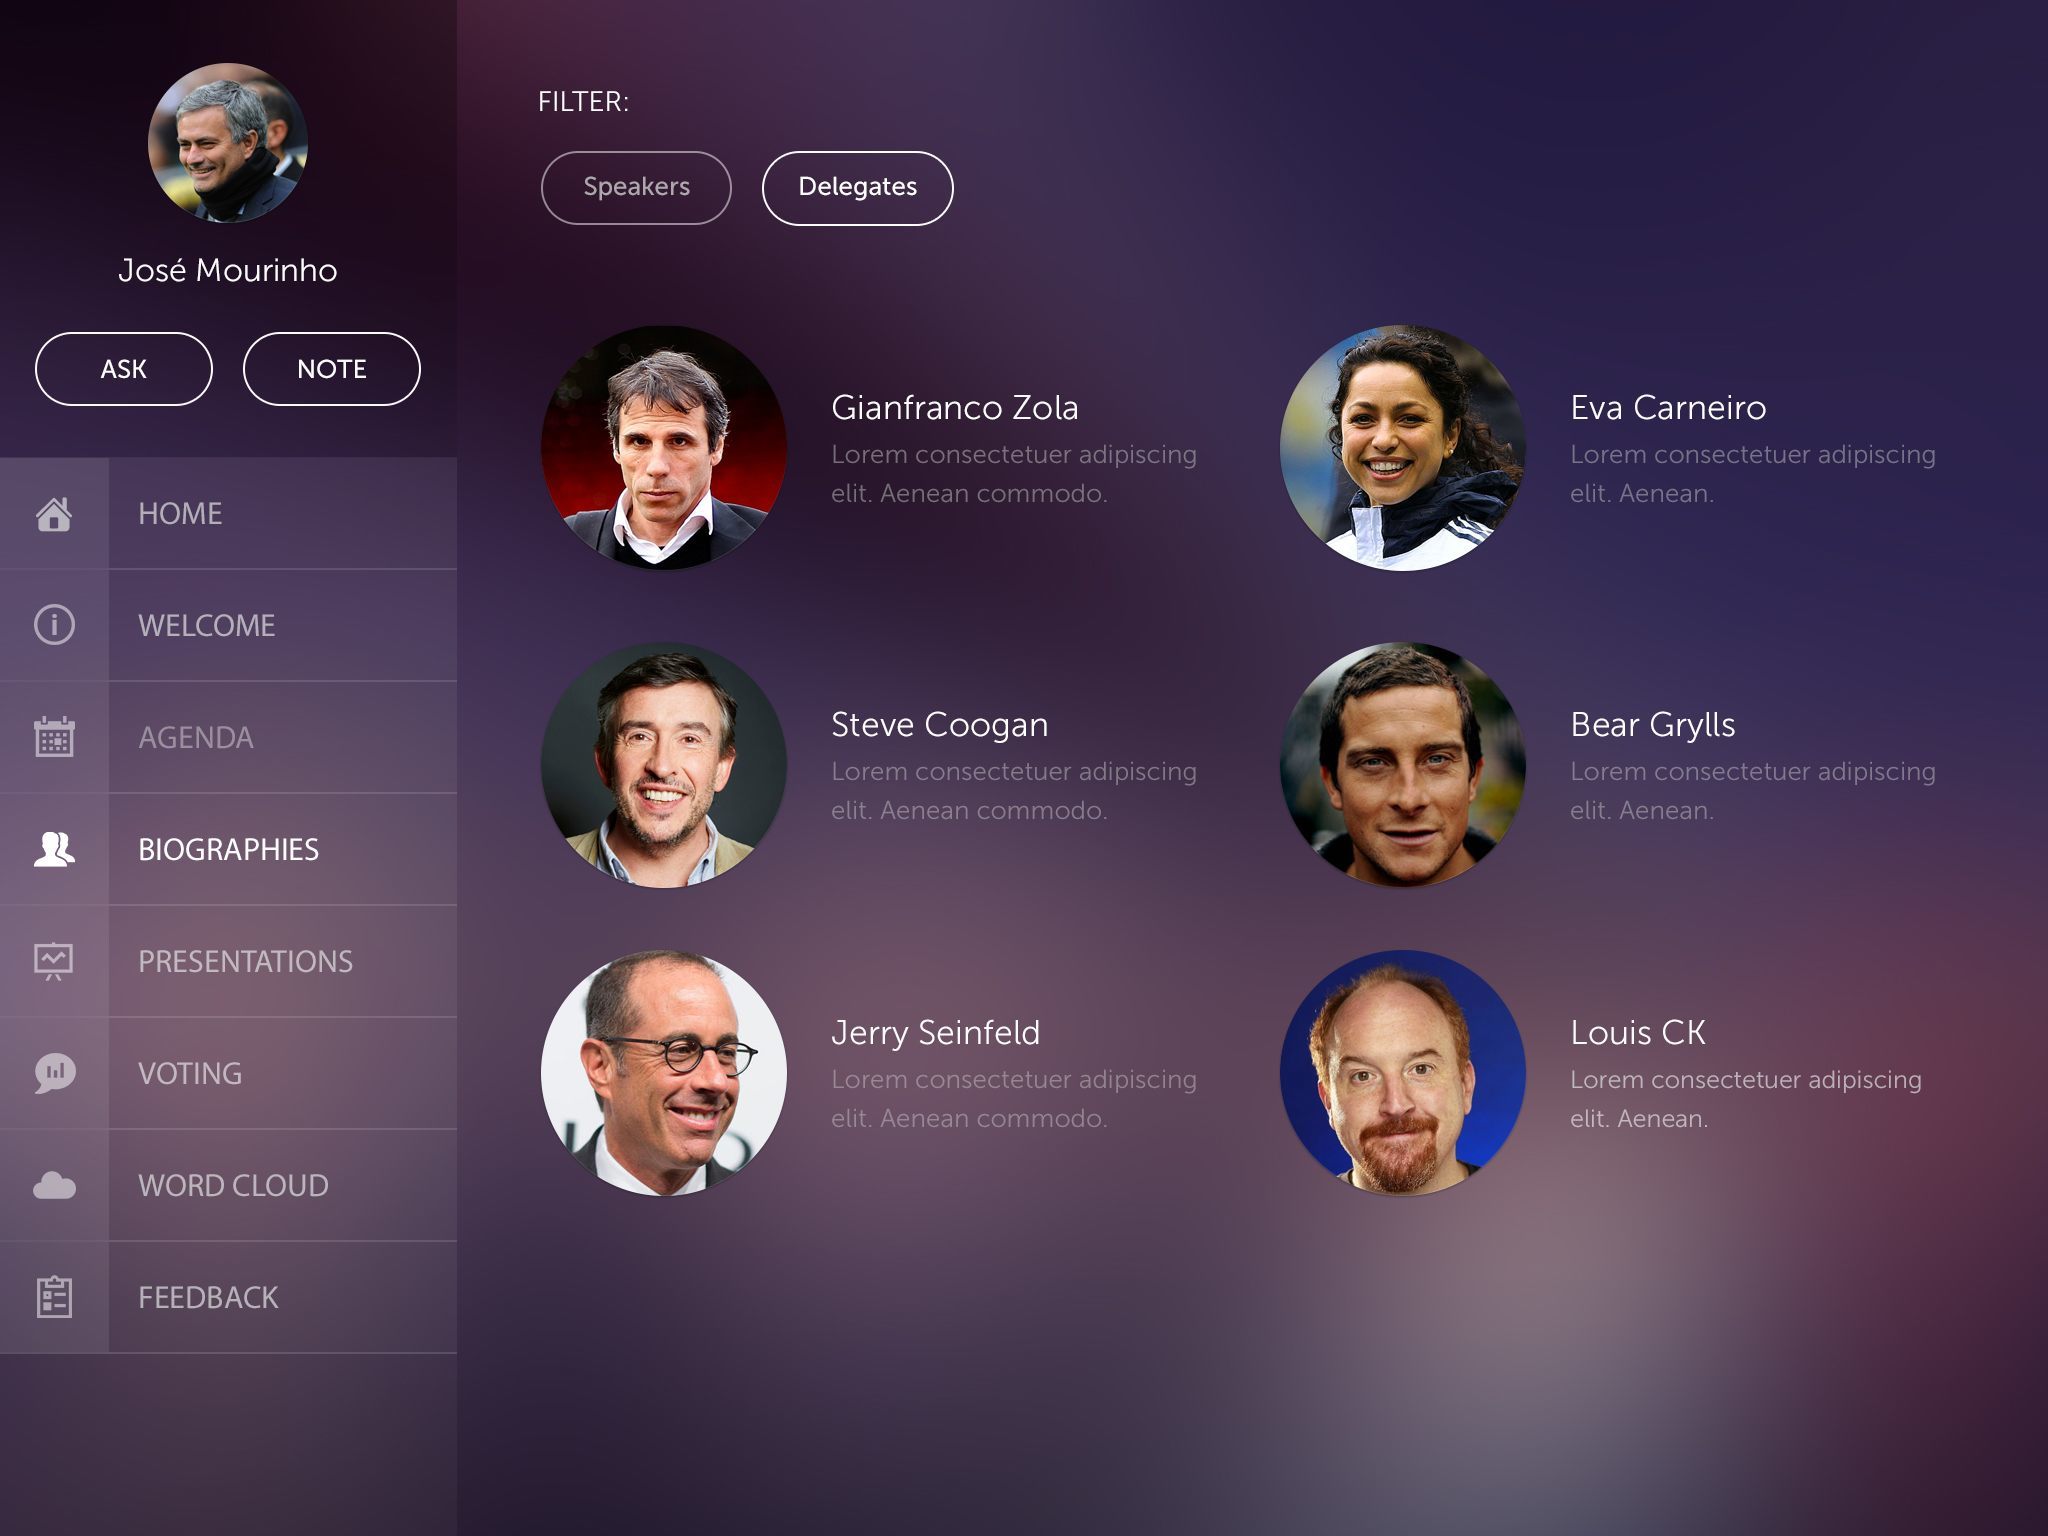 José Mourinho
ASK
NOTE
HOME
WELCOME
AGENDA
BIOGRAPHIES
PRESENTATIONS
VOTING
WORD CLOUD
FEEDBACK
FILTER:
Speakers
Delegates
Gianfranco Zola
Lorem consectetuer adipiscing
elit. Aenean commodo.
Eva Carneiro
Lorem consectetuer adipiscing
elit. Aenean.
Steve Coogan
Lorem consectetuer adipiscing
elit. Aenean commodo.
Bear Grylls
Lorem consectetuer adipiscing
elit. Aenean.
Jerry Seinfeld
Lorem consectetuer adipiscing
elit. Aenean commodo.
Louis CK
Lorem consectetuer adipiscing
elit. Aenean.